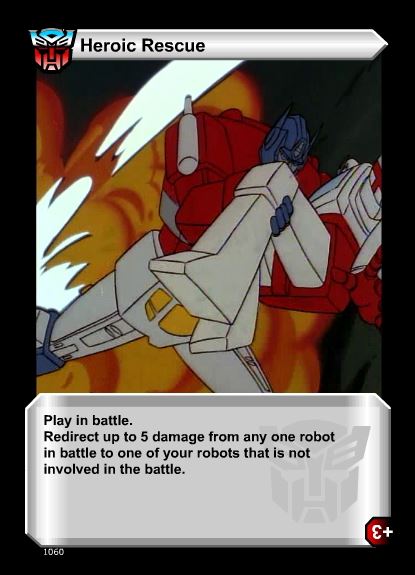 Heroic Rescue
Play in battle.
Redirect up to 5 damage from any one robot
in battle to one of your robots that is not
involved in the battle.
+3
1060